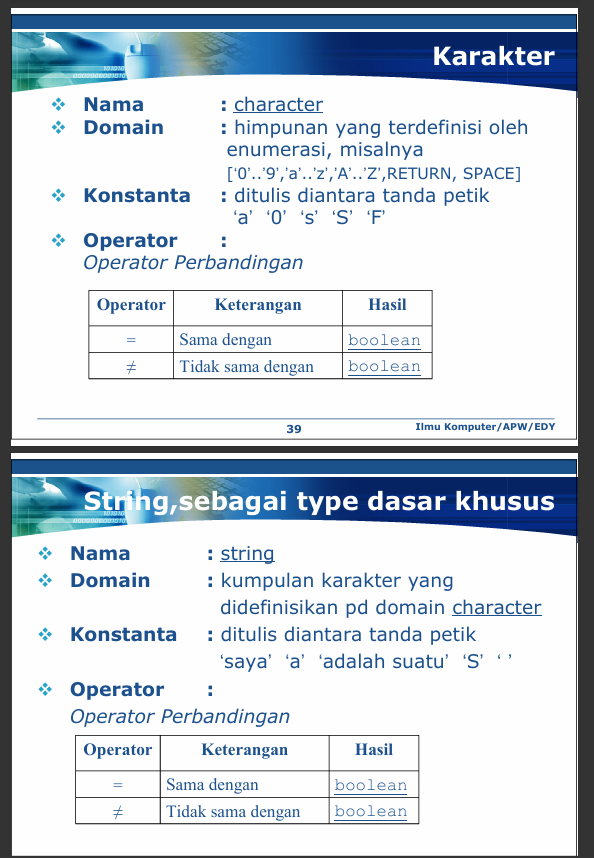 Karakter
❖ Nama : character
❖ Domain : himpunan yang terdefinisi oleh
enumerasi, misalnya
[‘0’..’9’,’a’..’z’,’A’..’Z’,RETURN, SPACE]
❖ Konstanta : ditulis diantara tanda petik
‘a’ ‘0’ ‘s’ ‘S’ ‘F’
❖ Operator :
Operator Perbandingan
Operator Keterangan Hasil
= Sama dengan boolean
≠ Tidak sama dengan boolean
39 Ilmu Komputer/APW/EDY
String,sebagai type dasar khusus
❖ Nama : string
❖ Domain : kumpulan karakter yang
didefinisikan pd domain character
❖ Konstanta : ditulis diantara tanda petik
‘saya’ ‘a’ ‘adalah suatu’ ‘S’ ‘ ’
❖ Operator :
Operator Perbandingan
Operator Keterangan Hasil
= Sama dengan boolean
≠ Tidak sama dengan boolean